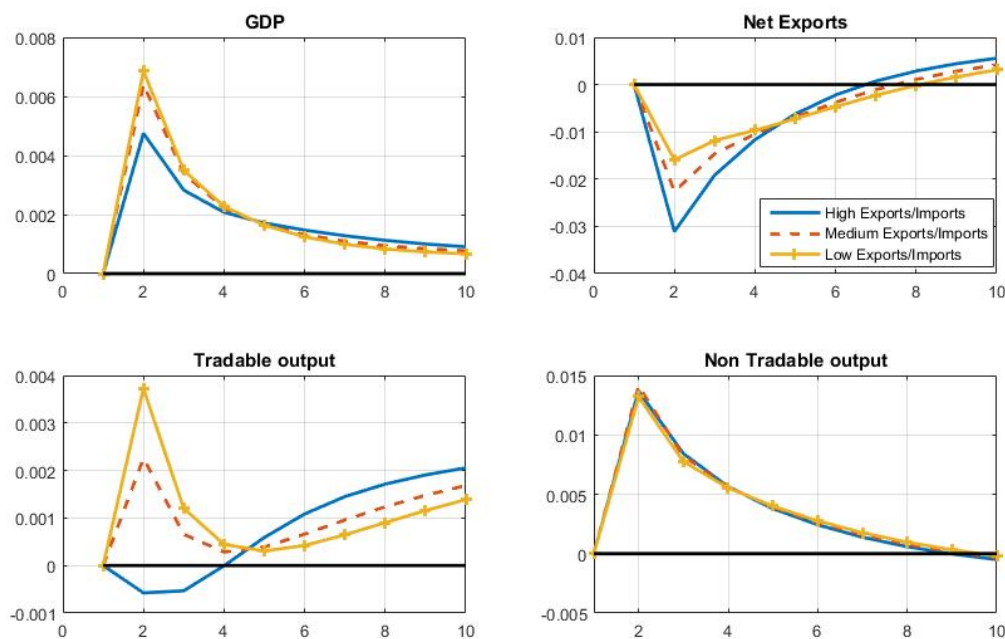 GDP
0.008
0.006
0.004
0.002
0
0 2 4 6 8 10
Net Exports
0.01
0
-0.01
-0.02
-0.03
-0.04
0 2 4 6 8 10
High Exports/Imports
Medium Exports/Imports
Low Exports/Imports
Tradable output
0.004
0.003
0.002
0.001
0
-0.001
0 2 4 6 8 10
Non Tradable output
0.015
0.01
0.005
0
-0.005
0 2 4 6 8 10